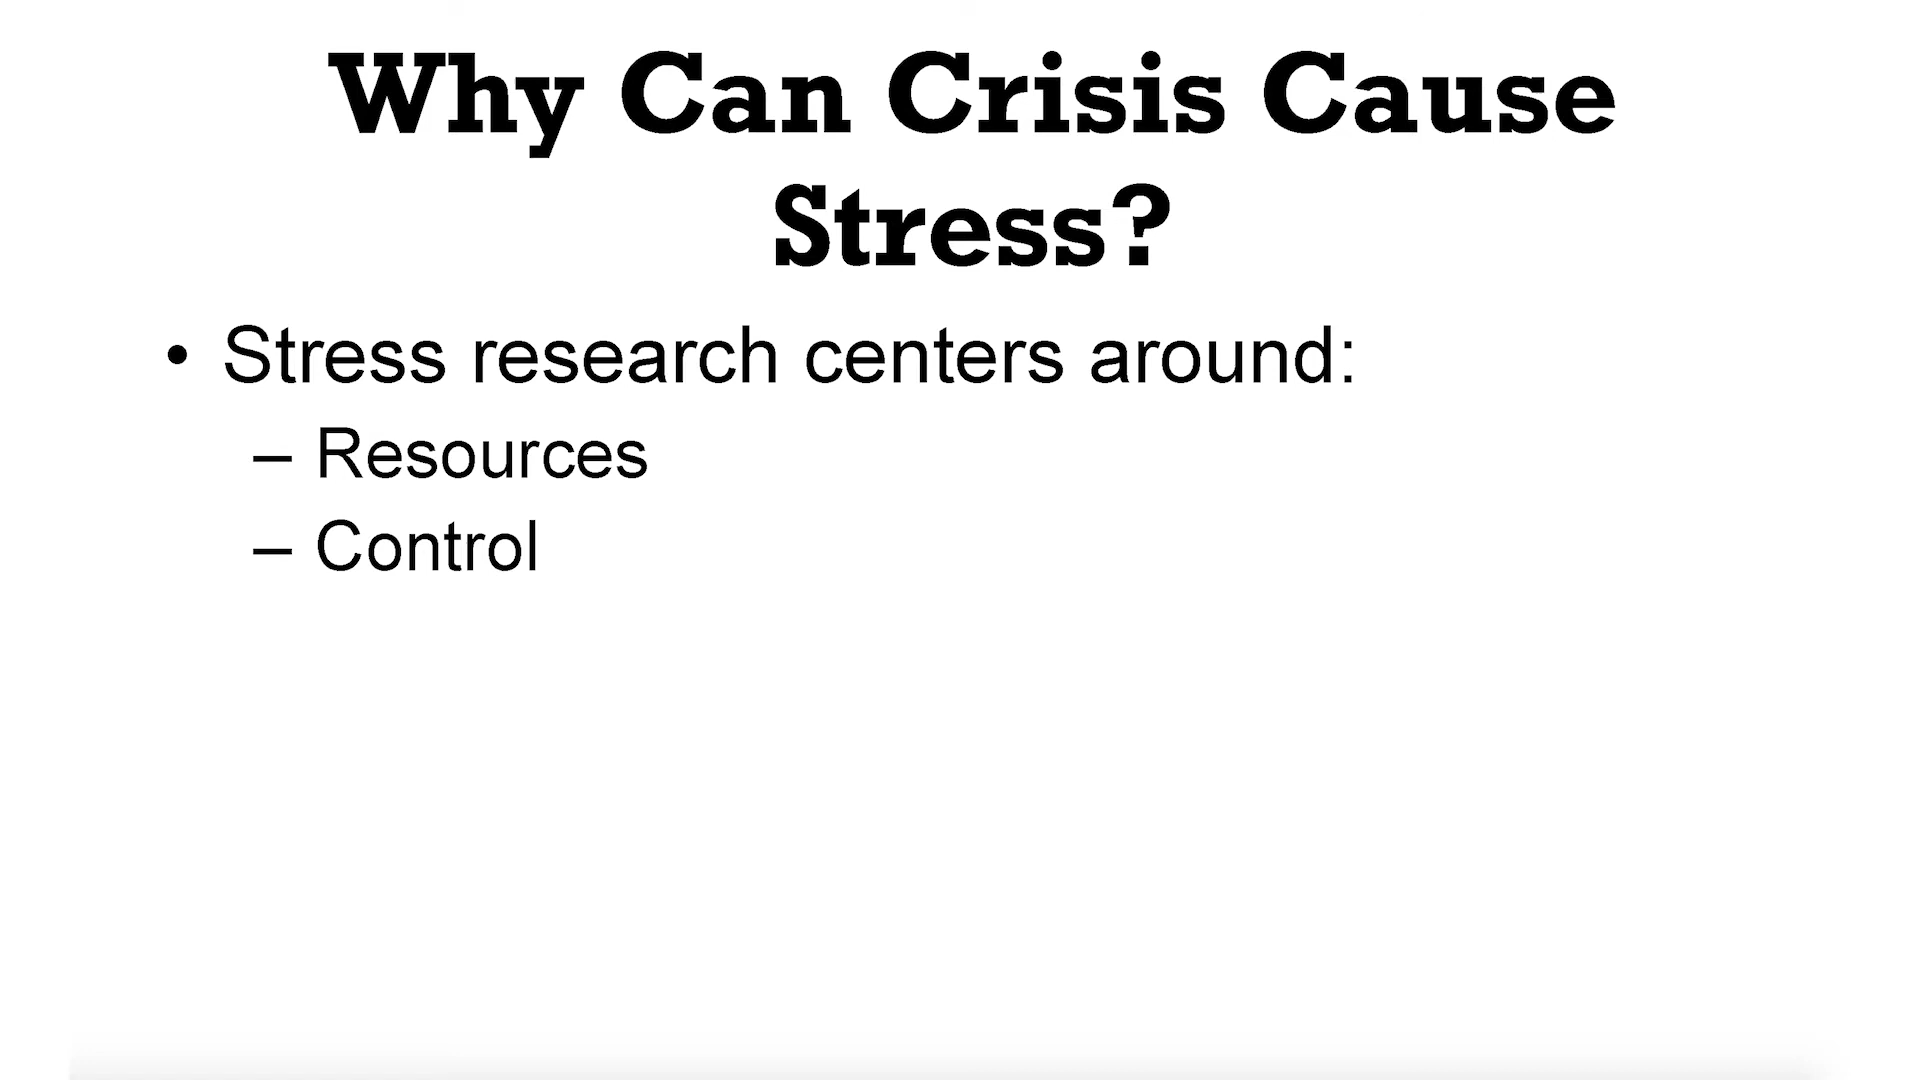 Why Can Crisis Cause
Stress?
• Stress research centers around:
– Resources
– Control